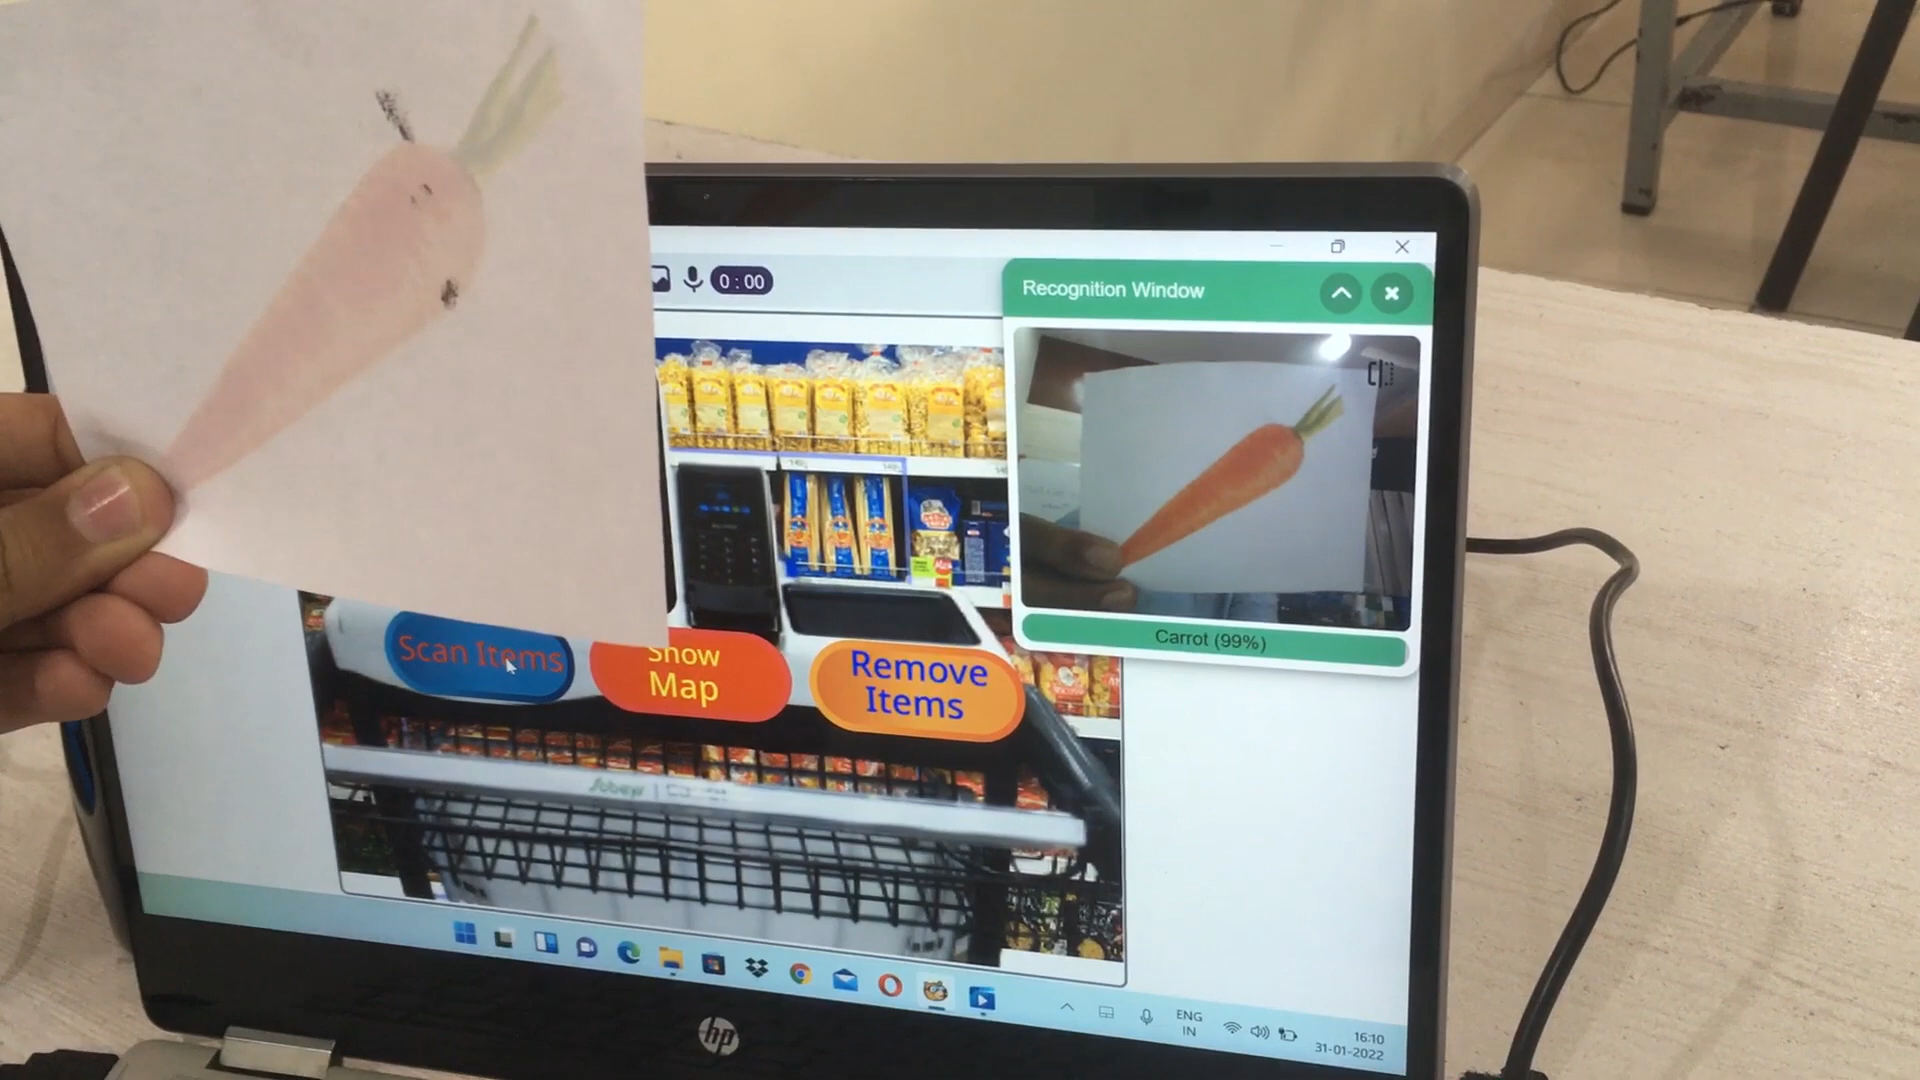 0 : 00
Recognition Window
Carrot (99%)
Scan Items
Show
Map
Remove
Items
Sobeys
hp
ENG
IN
16:10
31-01-2022